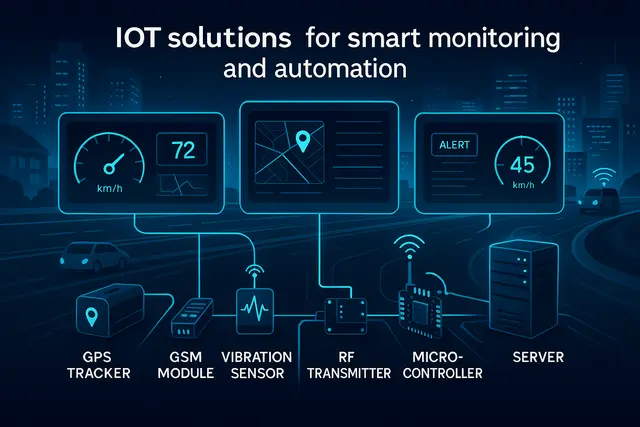 IOT solutions for smart monitoring
and automation
72
km/h
ALERT
45
km/h
GPS
TRACKER
GSM
MODULE
VIBRATION
SENSOR
RF
TRANSMITTER
MICRO-
CONTROLLER
SERVER